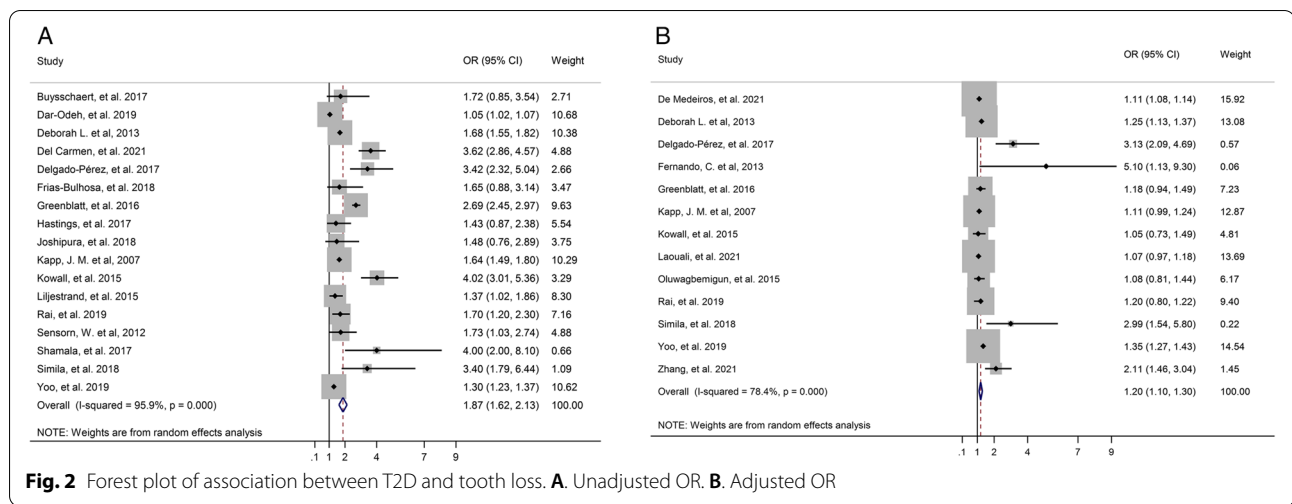 A
Study OR (95% CI) Weight
Buysschaert, et al. 2017 1.72 (0.85, 3.54) 2.71
Dar-Odeh, et al. 2019 1.05 (1.02, 1.07) 10.68
Deborah L. et al, 2013 1.68 (1.55, 1.82) 10.38
Del Carmen, et al. 2021 3.62 (2.86, 4.57) 4.88
Delgado-Pérez, et al. 2017 3.42 (2.32, 5.04) 2.66
Frias-Bulhosa, et al. 2018 1.65 (0.88, 3.14) 3.47
Greenblatt, et al. 2016 2.69 (2.45, 2.97) 9.63
Hastings, et al. 2017 1.43 (0.87, 2.38) 5.54
Joshipura, et al. 2018 1.48 (0.76, 2.89) 3.75
Kapp, J. M. et al, 2007 1.64 (1.49, 1.80) 10.29
Kowall, et al. 2015 4.02 (3.01, 5.36) 3.29
Liljestrand, et al. 2015 1.37 (1.02, 1.86) 8.30
Rai, et al. 2019 1.70 (1.20, 2.30) 7.16
Sensorn, W. et al, 2012 1.73 (1.03, 2.74) 4.88
Shamala, et al. 2017 4.00 (2.00, 8.10) 0.66
Simila, et al. 2018 3.40 (1.79, 6.44) 1.09
Yoo, et al. 2019 1.30 (1.23, 1.37) 10.62
Overall (I-squared = 95.9%, p = 0.000) 1.87 (1.62, 2.13) 100.00
NOTE: Weights are from random effects analysis
.1 1 2 4 7 9
B
Study OR (95% CI) Weight
De Medeiros, et al. 2021 1.11 (1.08, 1.14) 15.92
Deborah L. et al, 2013 1.25 (1.13, 1.37) 13.08
Delgado-Pérez, et al. 2017 3.13 (2.09, 4.69) 0.57
Fernando, C. et al, 2013 5.10 (1.13, 9.30) 0.06
Greenblatt, et al. 2016 1.18 (0.94, 1.49) 7.23
Kapp, J. M. et al, 2007 1.11 (0.99, 1.24) 12.87
Kowall, et al. 2015 1.05 (0.73, 1.49) 4.81
Laouali, et al. 2021 1.07 (0.97, 1.18) 13.69
Oluwagbemigun, et al. 2015 1.08 (0.81, 1.44) 6.17
Rai, et al. 2019 1.20 (0.80, 1.22) 9.40
Simila, et al. 2018 2.99 (1.54, 5.80) 0.22
Yoo, et al. 2019 1.35 (1.27, 1.43) 14.54
Zhang, et al. 2021 2.11 (1.46, 3.04) 1.45
Overall (I-squared = 78.4%, p = 0.000) 1.20 (1.10, 1.30) 100.00
NOTE: Weights are from random effects analysis
.1 1 2 4 7 9
Fig. 2 Forest plot of association between T2D and tooth loss. A. Unadjusted OR. B. Adjusted OR